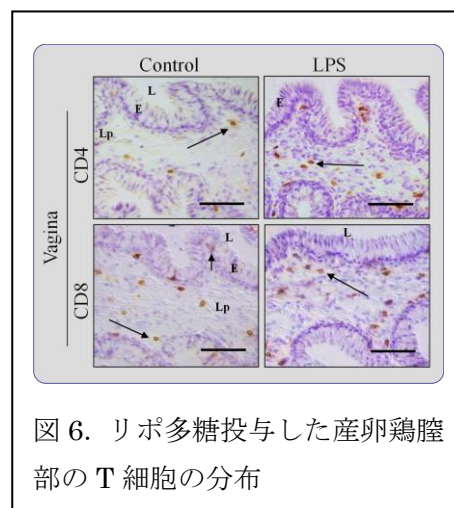 Control
LPS
Vagina
CD4
L
E
Lp
E
CD8
L
E
Lp
L
図 6. リポ多糖投与した産卵鶏膣
部の T 細胞の分布